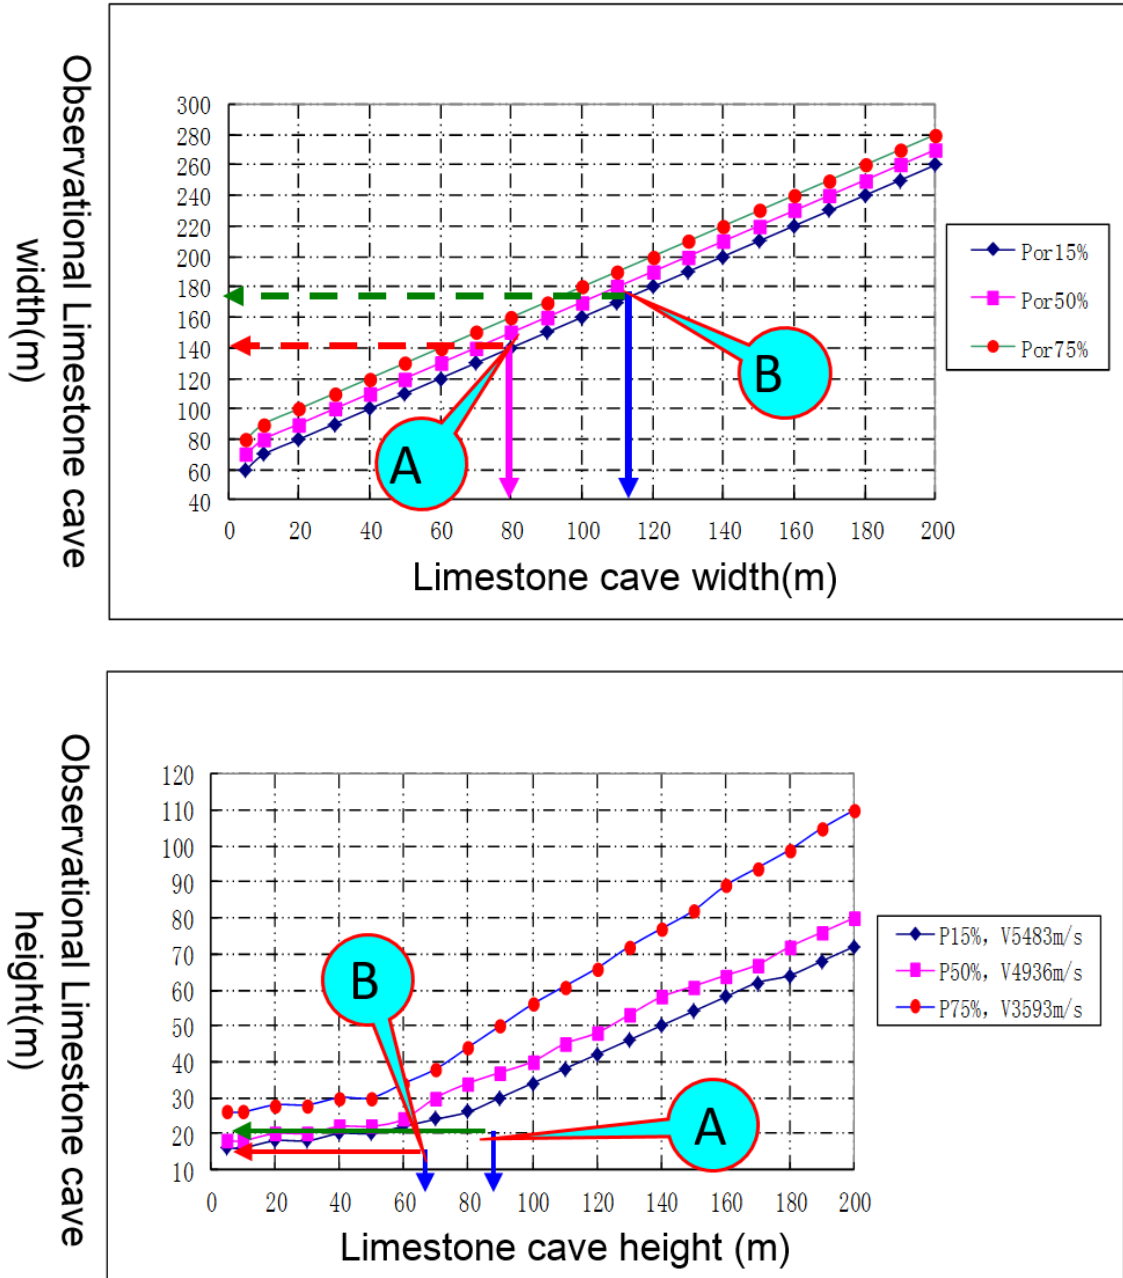 Observational Limestone cave
width(m)
300
280
260
240
220
200
180
160
140
120
100
80
60
40
0 20 40 60 80 100 120 140 160 180 200
Limestone cave width(m)
Por15%
Por50%
Por75%
A
B
Observational Limestone cave
height(m)
120
110
100
90
80
70
60
50
40
30
20
10
0 20 40 60 80 100 120 140 160 180 200
Limestone cave height (m)
P15%, V5483m/s
P50%, V4936m/s
P75%, V3593m/s
B
A